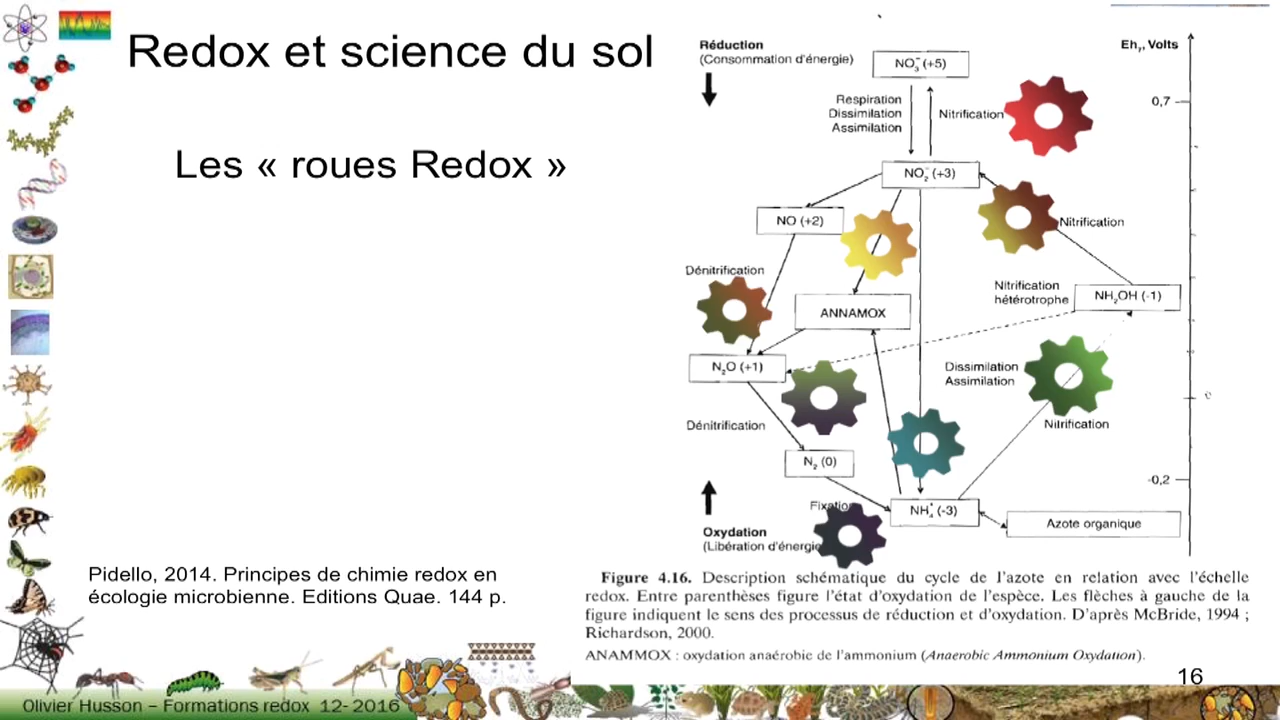 Redox et science du sol
Les « roues Redox »
Réduction
(Consommation d'énergie)
NO₃⁻ (+5)
Eh₇, Volts
0,7
Respiration
Dissimilation
Assimilation
Nitrification
NO₂⁻ (+3)
NO (+2)
Nitrification
Dénitrification
Nitrification
hétérotrophe
NH₂OH (-1)
ANNAMOX
N₂O (+1)
Dissimilation
Assimilation
Dénitrification
Nitrification
N₂ (0)
-0,2
Fixatio
NH₄⁺ (-3)
Azote organique
Oxydation
(Libération d'énergie
Figure 4.16. Description schématique du cycle de l'azote en relation avec l'échelle
redox. Entre parenthèses figure l'état d'oxydation de l'espèce. Les flèches à gauche de la
figure indiquent le sens des processus de réduction et d'oxydation. D'après McBride, 1994 ;
Richardson, 2000.
ANAMMOX : oxydation anaérobic de l'ammonium (Anaerobic Ammonium Oxydation).
Pidello, 2014. Principes de chimie redox en
écologie microbienne. Editions Quae. 144 p.
16
Olivier Husson – Formations redox 12- 2016